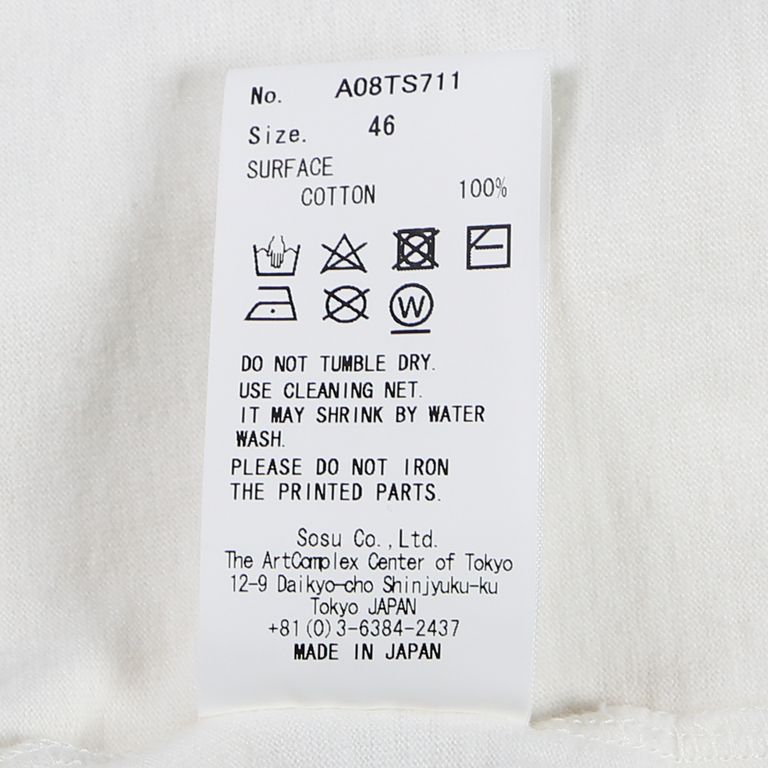 No. A08TS711
Size. 46
SURFACE
COTTON 100%
W
DO NOT TUMBLE DRY.
USE CLEANING NET.
IT MAY SHRINK BY WATER
WASH.
PLEASE DO NOT IRON
THE PRINTED PARTS.
Sosu Co.,Ltd.
The ArtComplex Center of Tokyo
12-9 Daikyo-cho Shinjyuku-ku
Tokyo JAPAN
+81(0)3-6384-2437
MADE IN JAPAN